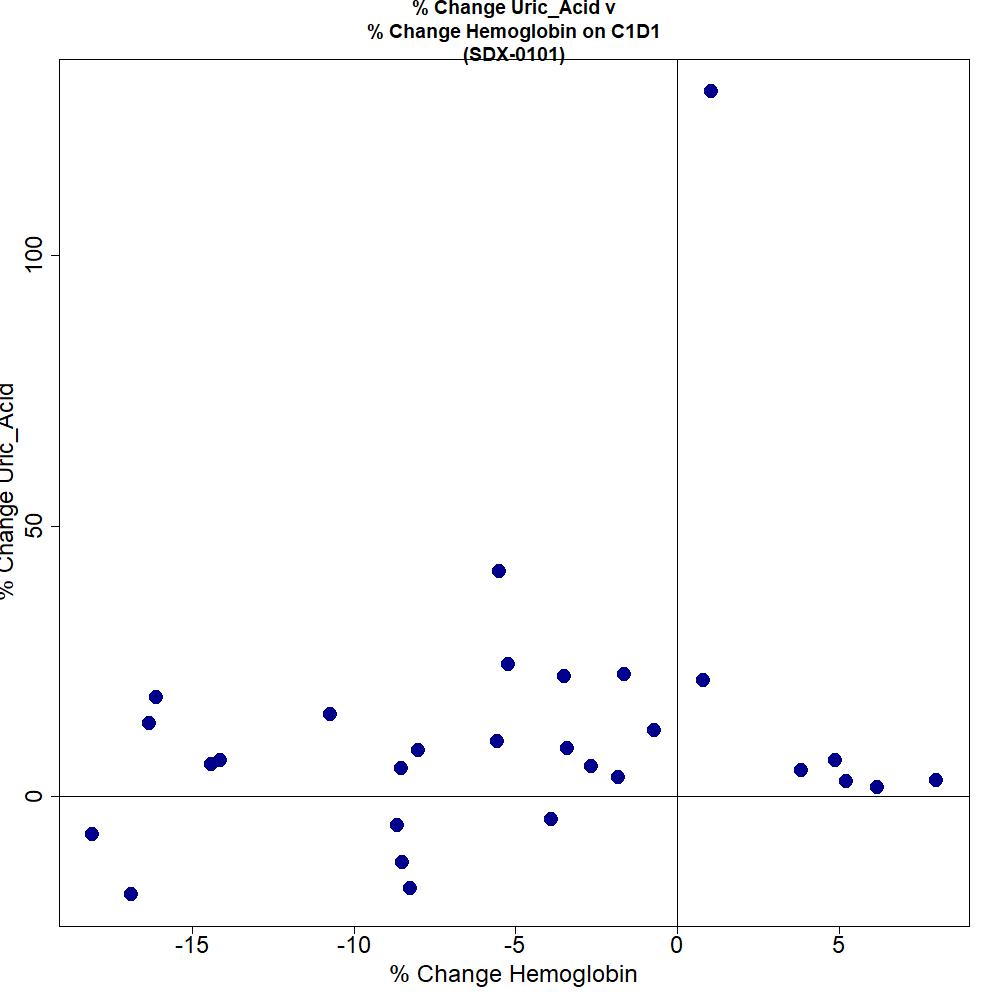 % Change Uric_Acid v
% Change Hemoglobin on C1D1
(SDX-0101)
% Change Uric_Acid
100
50
0
-15
-10
-5
0
5
% Change Hemoglobin